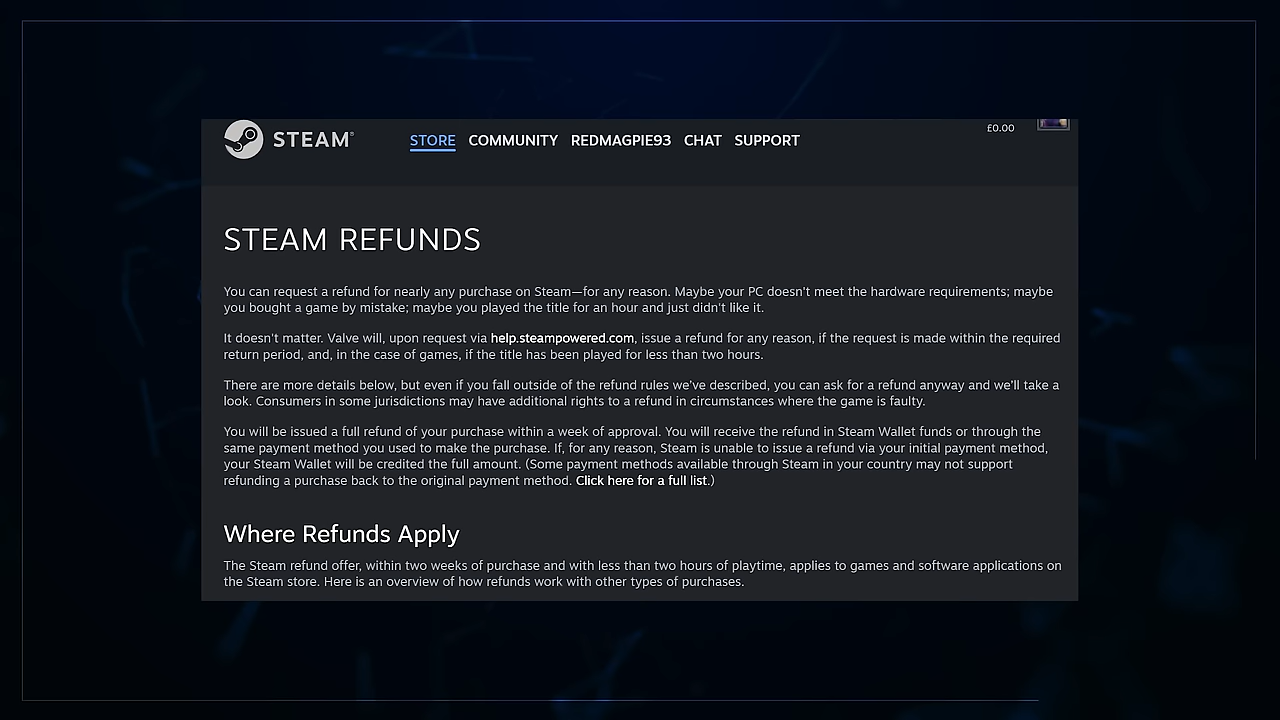 STEAM®
STORE COMMUNITY REDMAGPIE93 CHAT SUPPORT
£0.00
STEAM REFUNDS
You can request a refund for nearly any purchase on Steam—for any reason. Maybe your PC doesn't meet the hardware requirements; maybe
you bought a game by mistake; maybe you played the title for an hour and just didn't like it.
It doesn't matter. Valve will, upon request via help.steampowered.com, issue a refund for any reason, if the request is made within the required
return period, and, in the case of games, if the title has been played for less than two hours.
There are more details below, but even if you fall outside of the refund rules we've described, you can ask for a refund anyway and we'll take a
look. Consumers in some jurisdictions may have additional rights to a refund in circumstances where the game is faulty.
You will be issued a full refund of your purchase within a week of approval. You will receive the refund in Steam Wallet funds or through the
same payment method you used to make the purchase. If, for any reason, Steam is unable to issue a refund via your initial payment method,
your Steam Wallet will be credited the full amount. (Some payment methods available through Steam in your country may not support
refunding a purchase back to the original payment method. Click here for a full list.)
Where Refunds Apply
The Steam refund offer, within two weeks of purchase and with less than two hours of playtime, applies to games and software applications on
the Steam store. Here is an overview of how refunds work with other types of purchases.